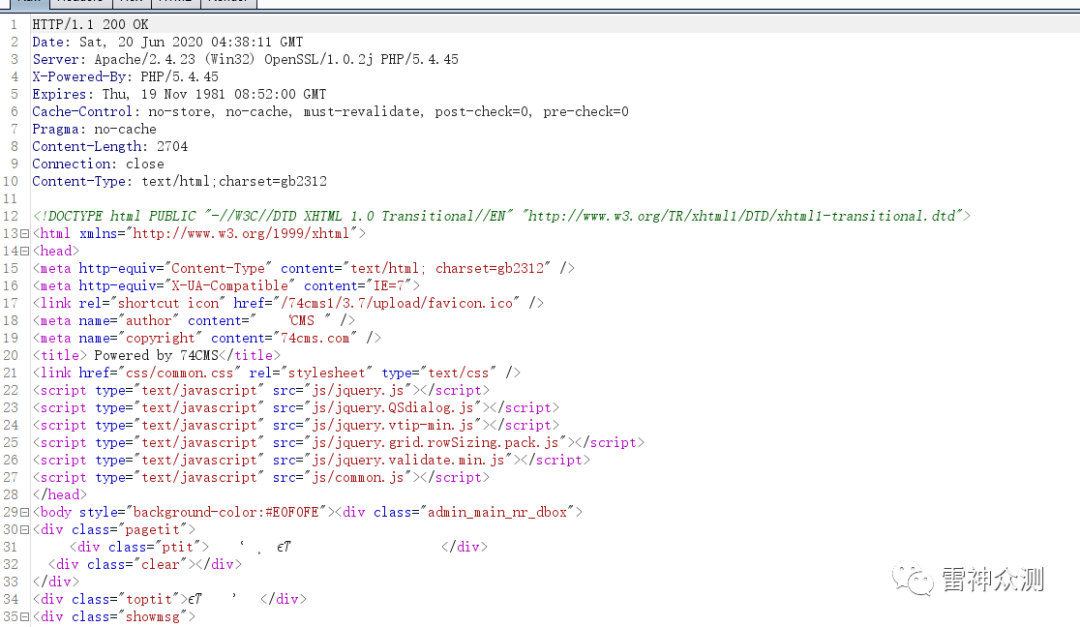 Raw Headers Hex HTML Render
1 HTTP/1.1 200 OK
2 Date: Sat, 20 Jun 2020 04:38:11 GMT
3 Server: Apache/2.4.23 (Win32) OpenSSL/1.0.2j PHP/5.4.45
4 X-Powered-By: PHP/5.4.45
5 Expires: Thu, 19 Nov 1981 08:52:00 GMT
6 Cache-Control: no-store, no-cache, must-revalidate, post-check=0, pre-check=0
7 Pragma: no-cache
8 Content-Length: 2704
9 Connection: close
10 Content-Type: text/html;charset=gb2312
11
12 <!DOCTYPE html PUBLIC "-//W3C//DTD XHTML 1.0 Transitional//EN" "http://www.w3.org/TR/xhtml1/DTD/xhtml1-transitional.dtd">
13 <html xmlns="http://www.w3.org/1999/xhtml">
14 <head>
15 <meta http-equiv="Content-Type" content="text/html; charset=gb2312" />
16 <meta http-equiv="X-UA-Compatible" content="IE=7">
17 <link rel="shortcut icon" href="/74cms1/3.7/upload/favicon.ico" />
18 <meta name="author" content=" CMS " />
19 <meta name="copyright" content="74cms.com" />
20 <title> Powered by 74CMS</title>
21 <link href="css/common.css" rel="stylesheet" type="text/css" />
22 <script type="text/javascript" src="js/jquery.js"></script>
23 <script type="text/javascript" src="js/jquery.QSdialog.js"></script>
24 <script type="text/javascript" src="js/jquery.vtip-min.js"></script>
25 <script type="text/javascript" src="js/jquery.grid.rowSizing.pack.js"></script>
26 <script type="text/javascript" src="js/jquery.validate.min.js"></script>
27 <script type="text/javascript" src="js/common.js"></script>
28 </head>
29 <body style="background-color:#E0F0FE"><div class="admin_main_nr_dbox">
30 <div class="pagetit">
31 <div class="ptit"> </div>
32 <div class="clear"></div>
33 </div>
34 <div class="toptit"> </div>
35 <div class="showmsg">
雷神众测